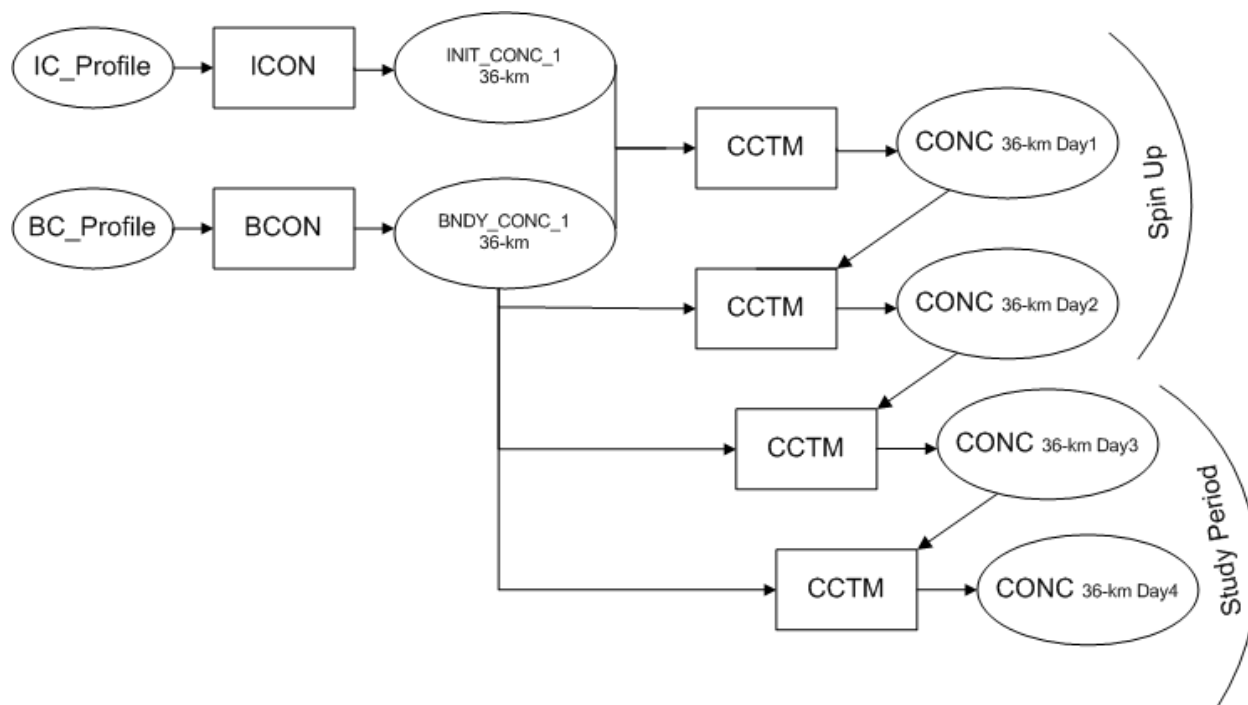 IC_Profile
ICON
INIT_CONC_1
36-km
CCTM
CONC 36-km Day1
BC_Profile
BCON
BNDY_CONC_1
36-km
CCTM
CONC 36-km Day2
Spin Up
CCTM
CONC 36-km Day3
CCTM
CONC 36-km Day4
Study Period